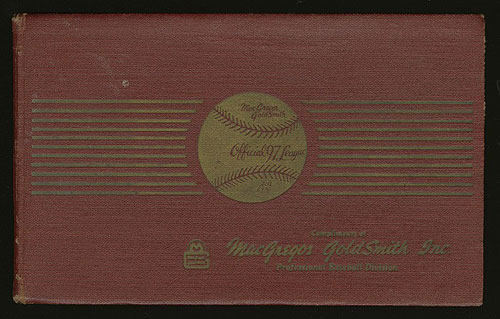 MacGregor
GoldSmith
Official 97 League
Compliments of
MacGregor GoldSmith Inc.
Professional Baseball Division